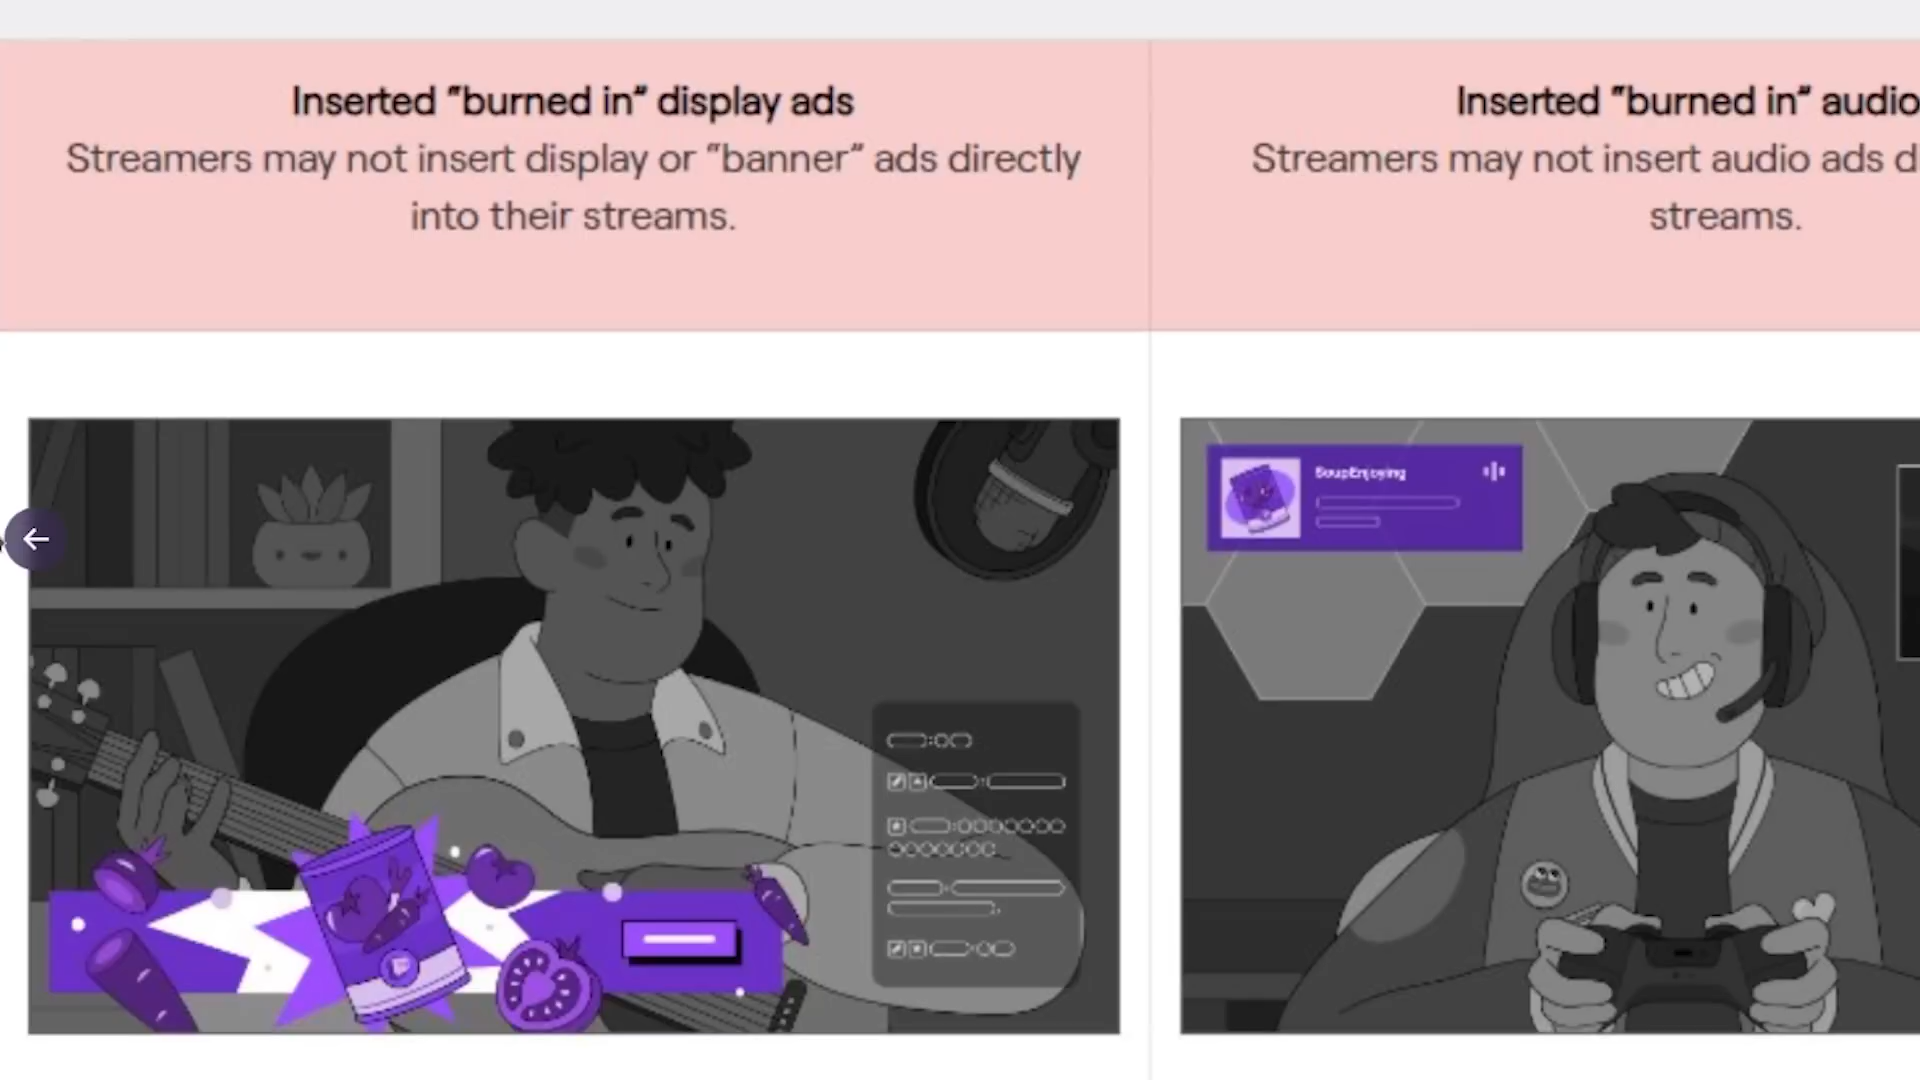 Inserted “burned in” display ads
Streamers may not insert display or “banner” ads directly
into their streams.
Inserted “burned in” audio
Streamers may not insert audio ads d
streams.
SoupEnjoying